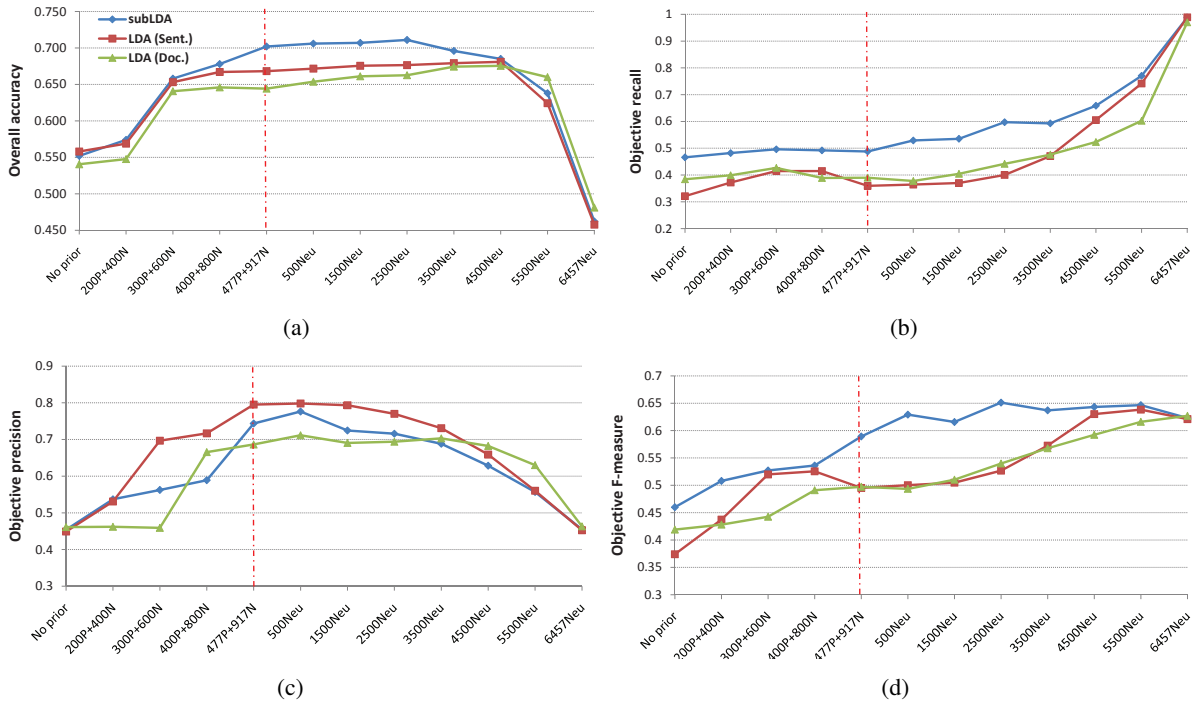 0.750
0.700
0.650
0.600
0.550
0.500
0.450
Overall accuracy
subLDA
LDA (Sent.)
LDA (Doc.)
No prior
200P+400N
300P+600N
400P+800N
477P+917N
500Neu
1500Neu
2500Neu
3500Neu
4500Neu
5500Neu
6457Neu
(a)
1
0.9
0.8
0.7
0.6
0.5
0.4
0.3
0.2
Objective recall
No prior
200P+400N
300P+600N
400P+800N
477P+917N
500Neu
1500Neu
2500Neu
3500Neu
4500Neu
5500Neu
6457Neu
(b)
0.9
0.8
0.7
0.6
0.5
0.4
0.3
Objective precision
No prior
200P+400N
300P+600N
400P+800N
477P+917N
500Neu
1500Neu
2500Neu
3500Neu
4500Neu
5500Neu
6457Neu
(c)
0.7
0.65
0.6
0.55
0.5
0.45
0.4
0.35
0.3
Objective F-measure
No prior
200P+400N
300P+600N
400P+800N
477P+917N
500Neu
1500Neu
2500Neu
3500Neu
4500Neu
5500Neu
6457Neu
(d)